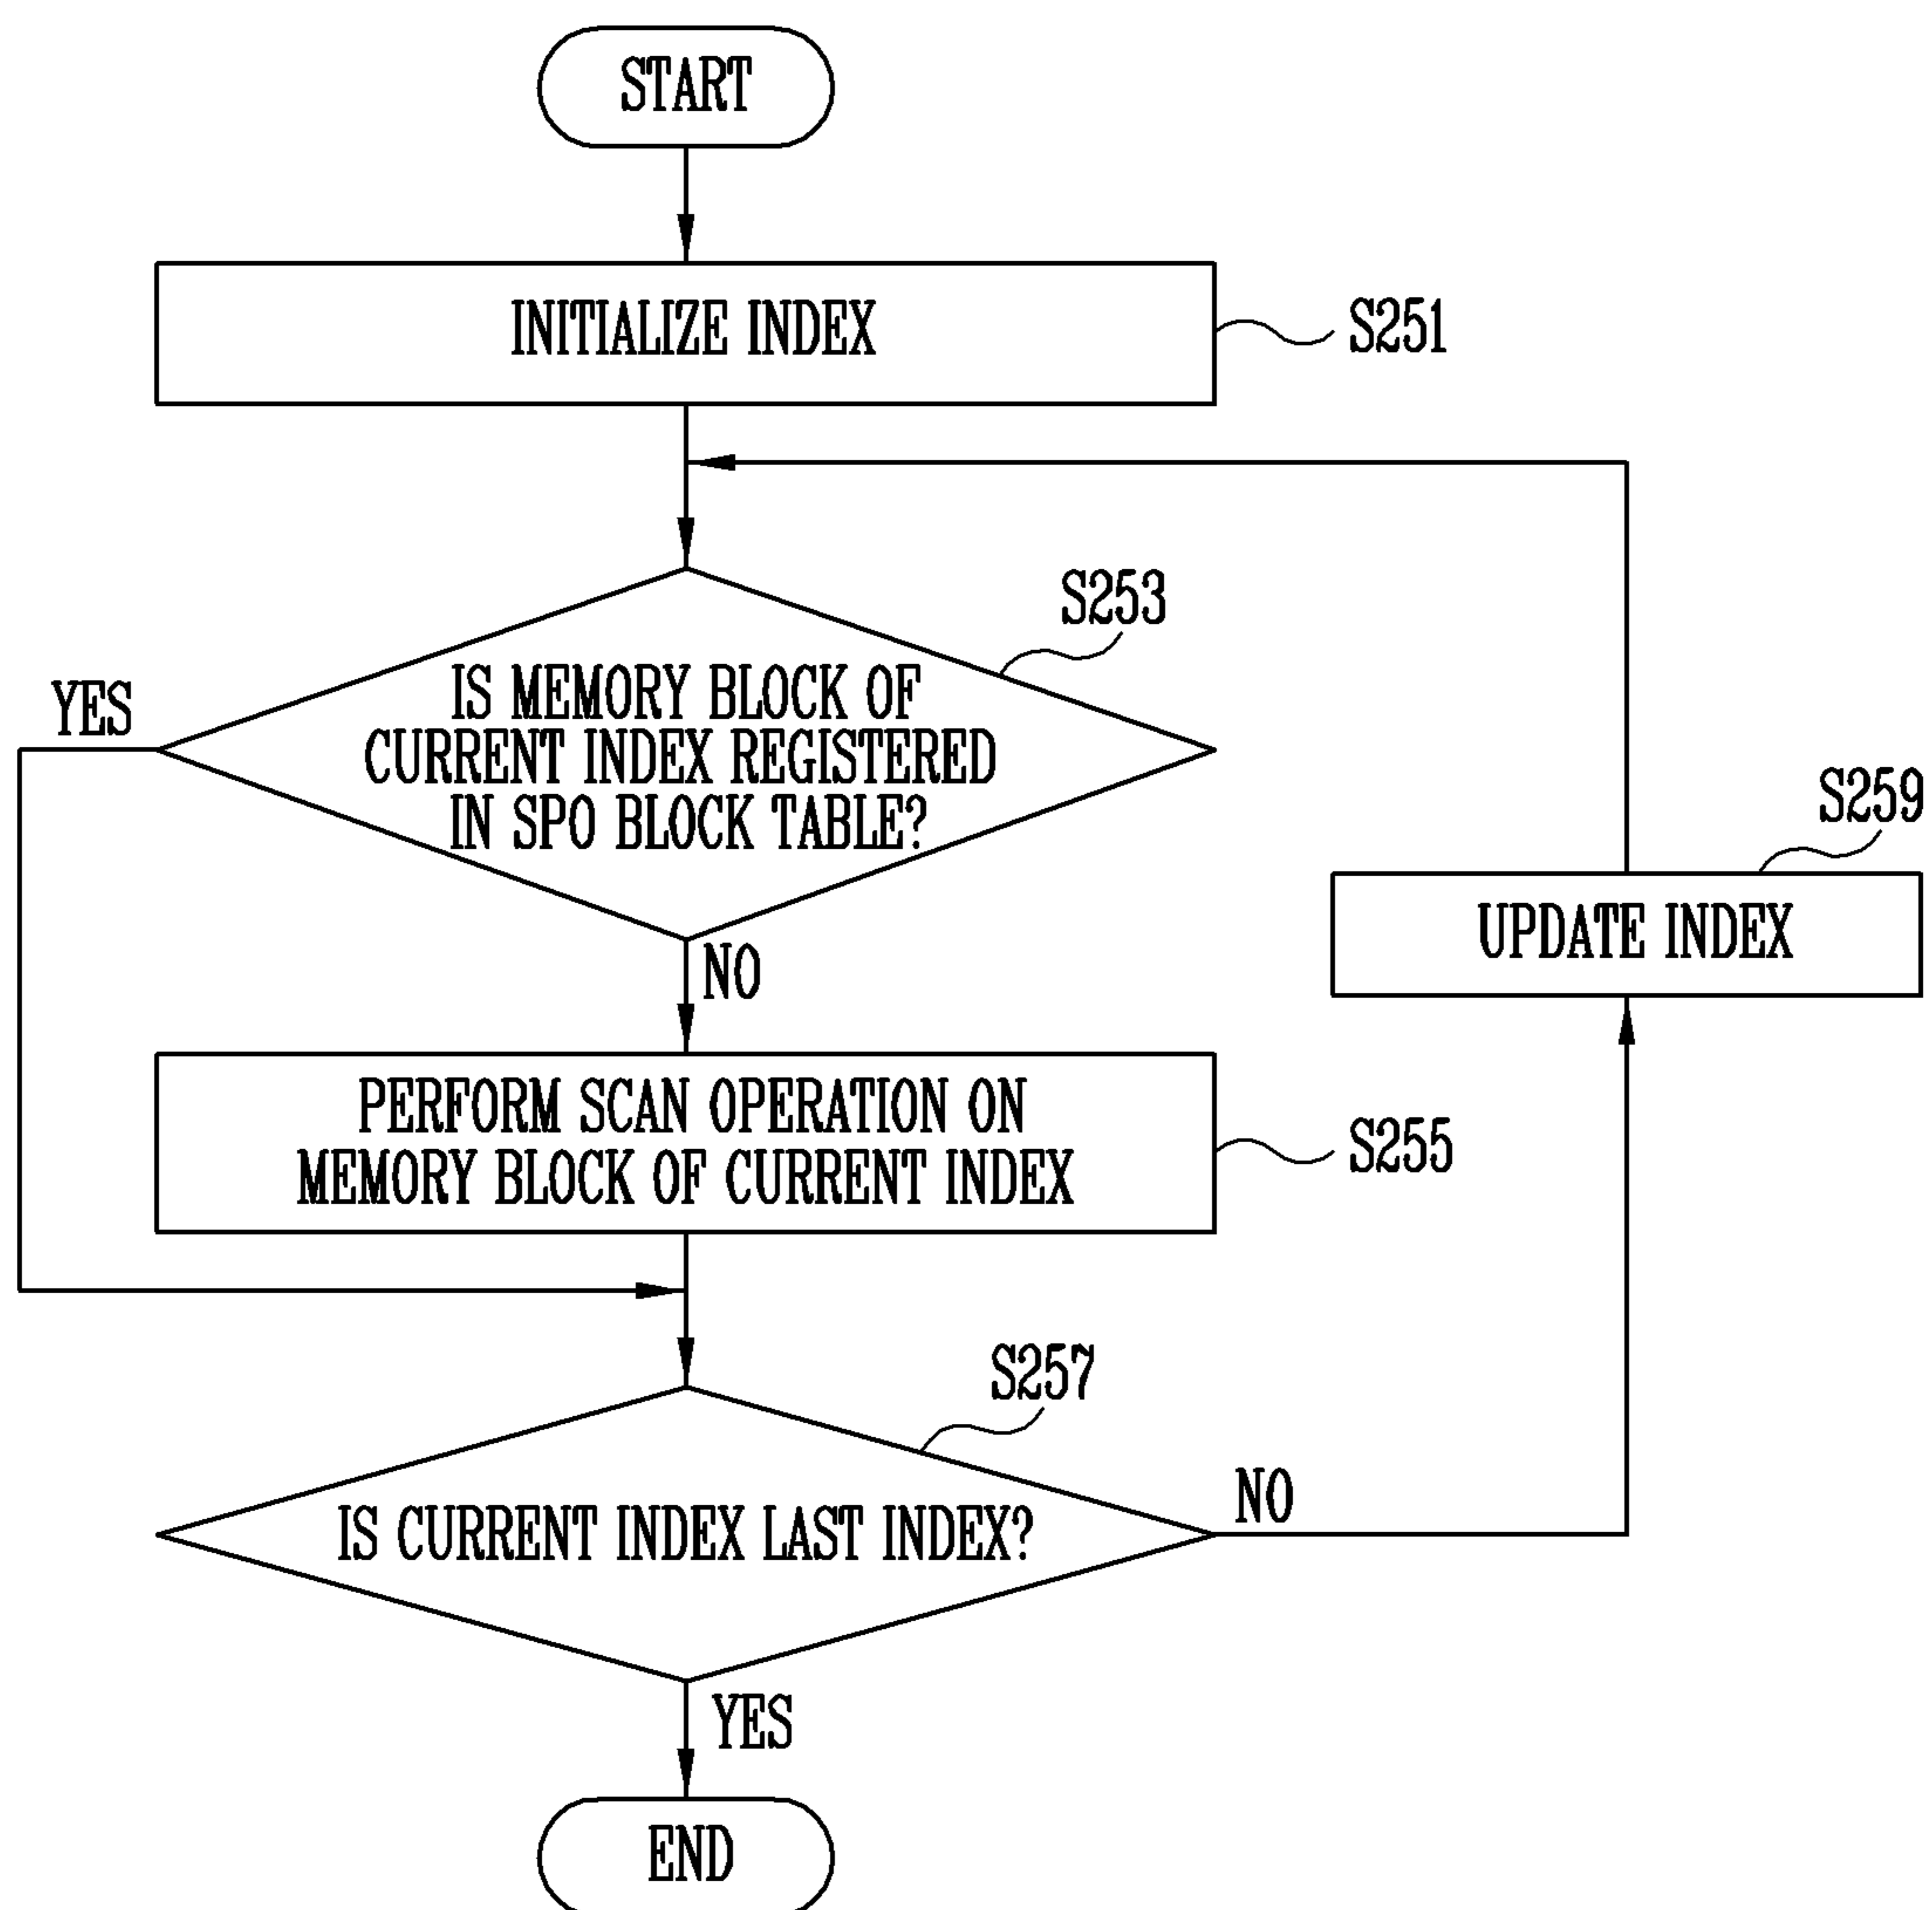 START
INITIALIZE INDEX
S251
S253
YES
IS MEMORY BLOCK OF
CURRENT INDEX REGISTERED
IN SPO BLOCK TABLE?
S259
UPDATE INDEX
NO
PERFORM SCAN OPERATION ON
MEMORY BLOCK OF CURRENT INDEX
S255
S257
IS CURRENT INDEX LAST INDEX?
NO
YES
END